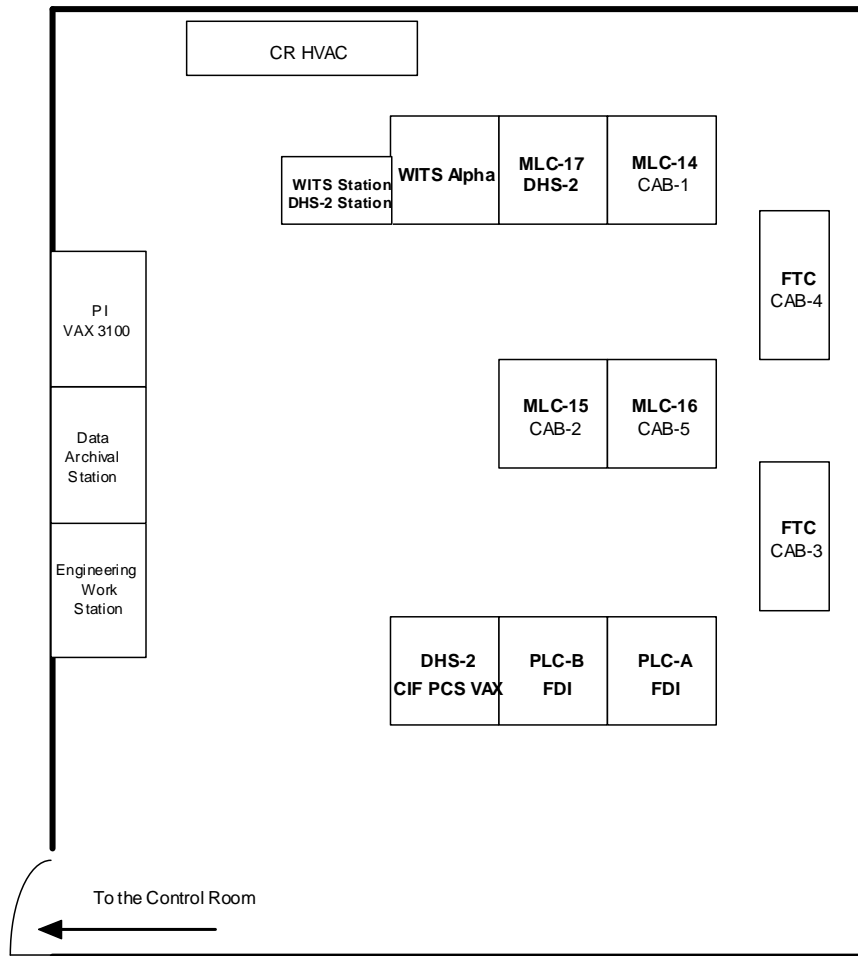 CR HVAC
WITS Alpha
MLC-17
DHS-2
MLC-14
CAB-1
WITS Station
DHS-2 Station
FTC
CAB-4
PI
VAX 3100
MLC-15
CAB-2
MLC-16
CAB-5
Data
Archival
Station
FTC
CAB-3
Engineering
Work
Station
DHS-2
CIF PCS VAX
PLC-B
FDI
PLC-A
FDI
To the Control Room